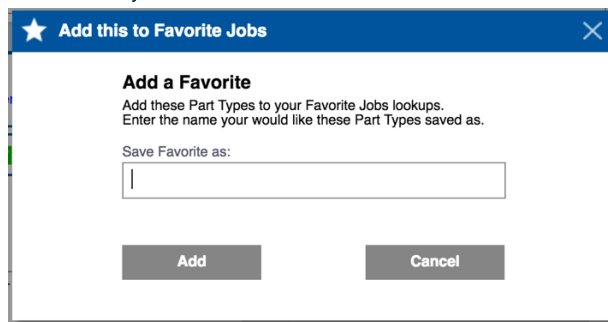 Add this to Favorite Jobs
Add a Favorite
Add these Part Types to your Favorite Jobs lookups.
Enter the name your would like these Part Types saved as.
Save Favorite as:
Add
Cancel